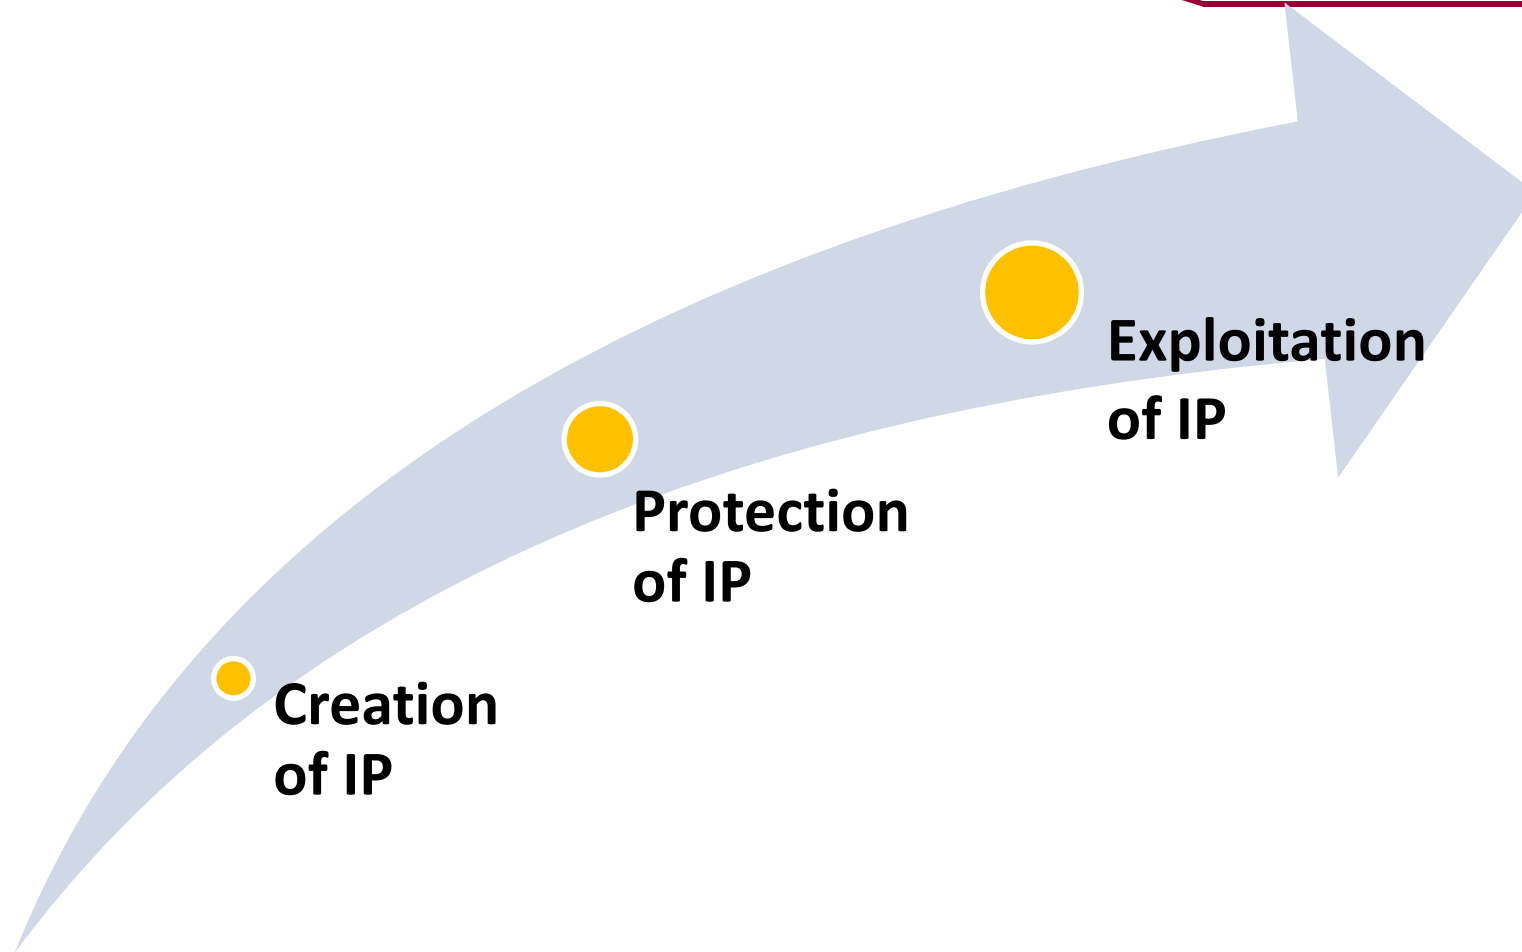 Exploitation
of IP
Protection
of IP
Creation
of IP